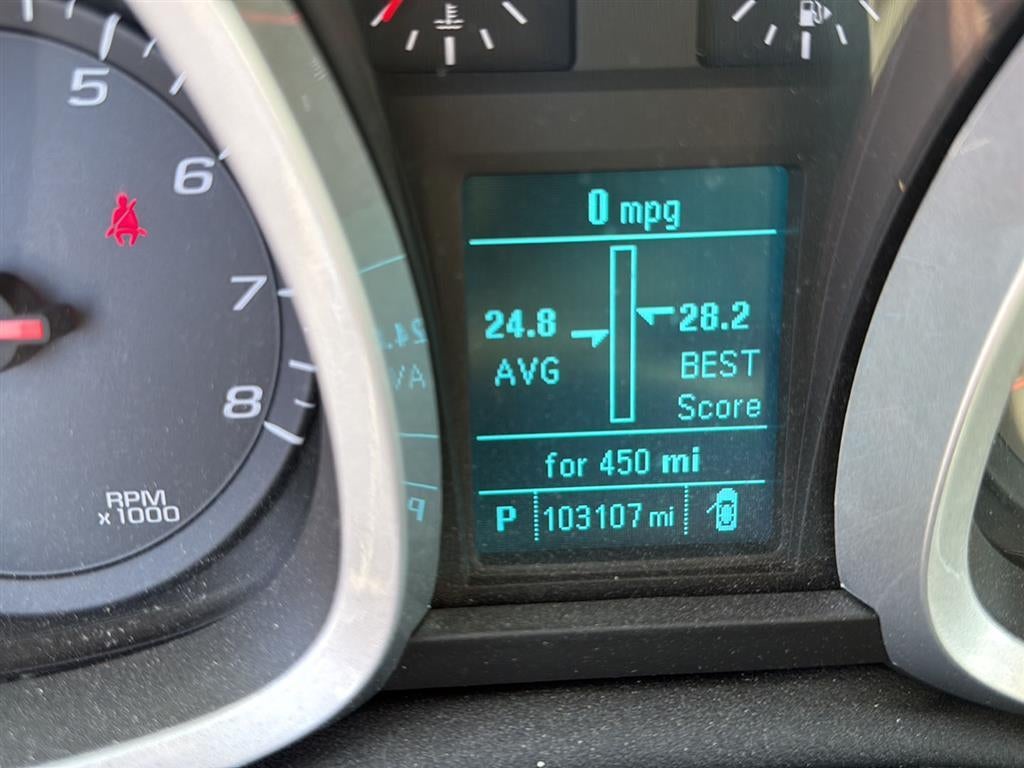 5
6
7
8
RPM
x1000
0 mpg
24.8
AVG
28.2
BEST
Score
for 450 mi
P 103107 mi